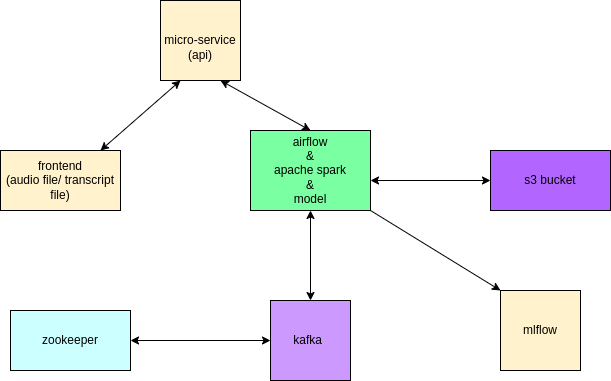 micro-service
(api)
frontend
(audio file/ transcript
file)
airflow
&
apache spark
&
model
s3 bucket
zookeeper
kafka
mlflow